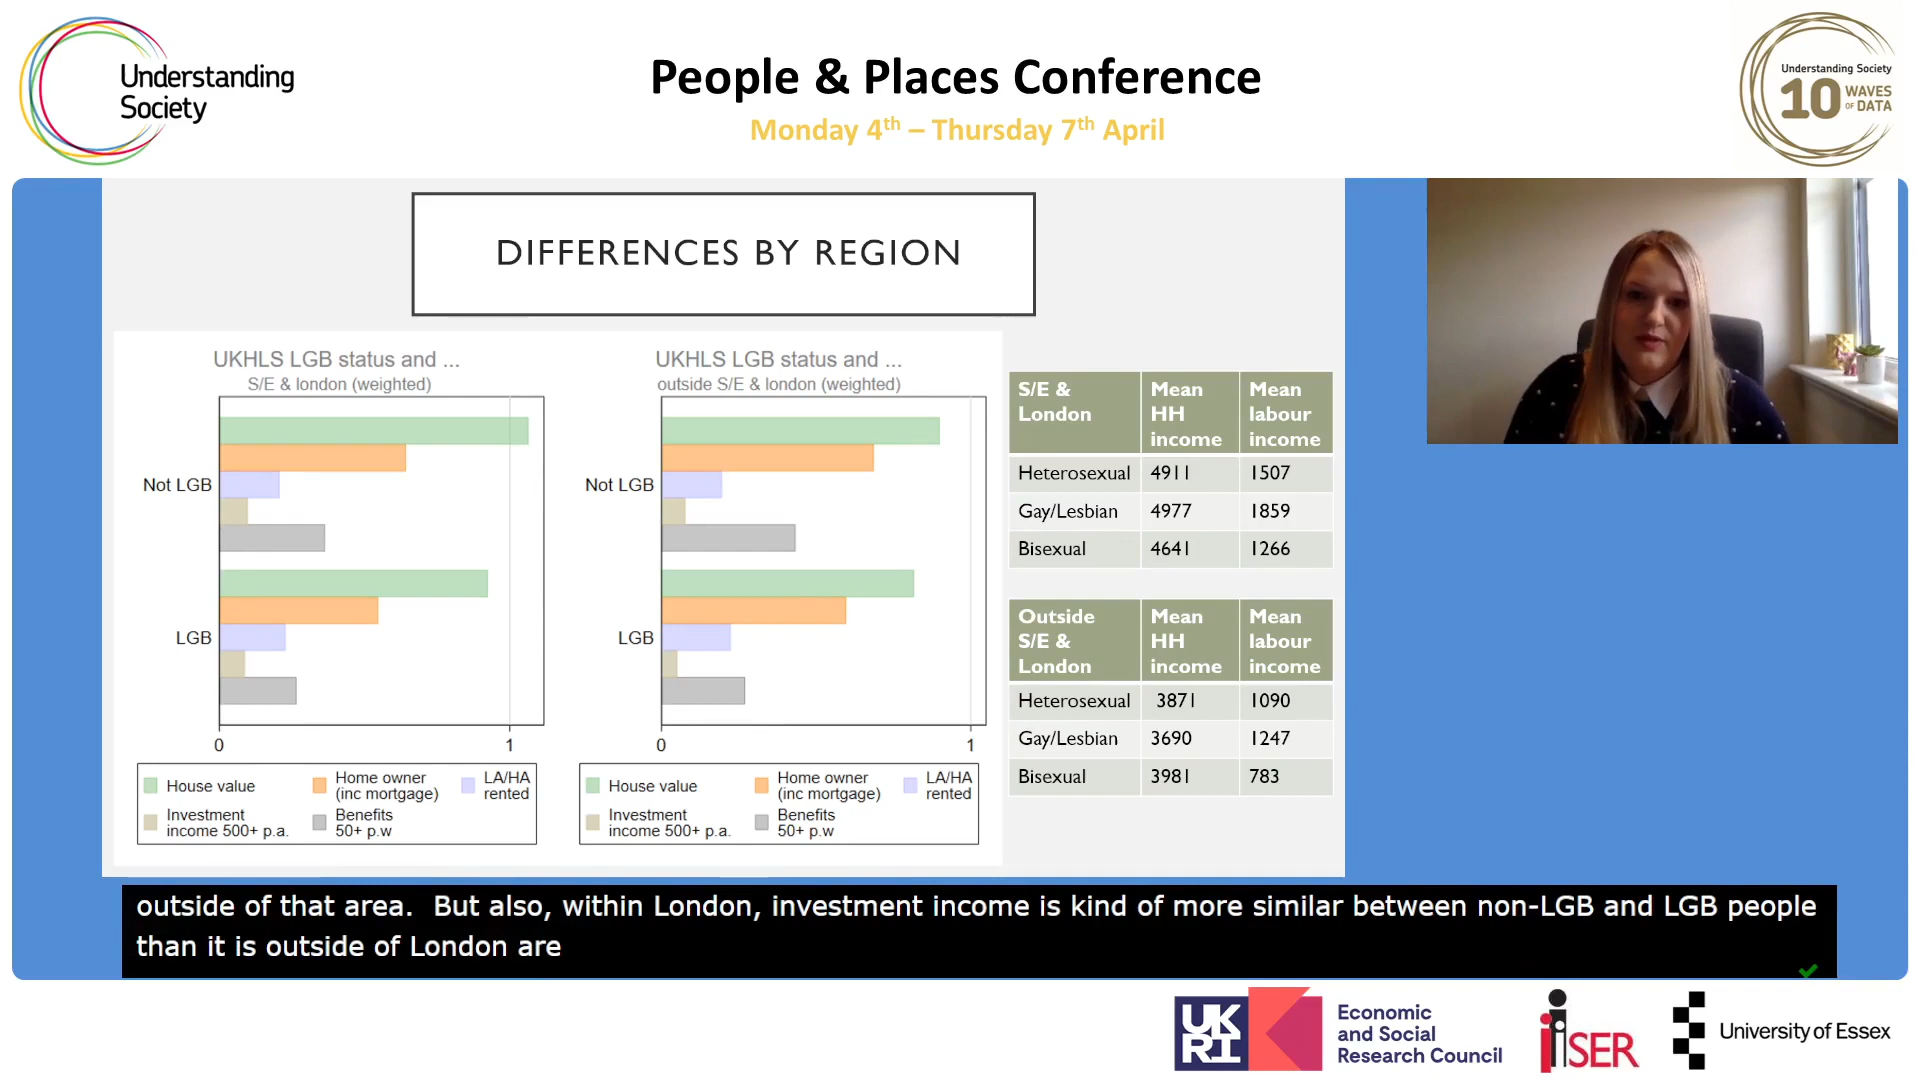 Understanding
Society
People & Places Conference
Monday 4th – Thursday 7th April
Understanding Society
10 WAVES
OF DATA
DIFFERENCES BY REGION
UKHLS LGB status and ...
S/E & london (weighted)
Not LGB
LGB
0 1
House value
Home owner
(inc mortgage)
LA/HA
rented
Investment
income 500+ p.a.
Benefits
50+ p.w
UKHLS LGB status and ...
outside S/E & london (weighted)
Not LGB
LGB
0 1
House value
Home owner
(inc mortgage)
LA/HA
rented
Investment
income 500+ p.a.
Benefits
50+ p.w
S/E &
London
Mean
HH
income
Mean
labour
income
Heterosexual 4911 1507
Gay/Lesbian 4977 1859
Bisexual 4641 1266
Outside
S/E &
London
Mean
HH
income
Mean
labour
income
Heterosexual 3871 1090
Gay/Lesbian 3690 1247
Bisexual 3981 783
outside of that area.  But also, within London, investment income is kind of more similar between non-LGB and LGB people
than it is outside of London are
UK
RI
Economic
and Social
Research Council
iSER
University of Essex